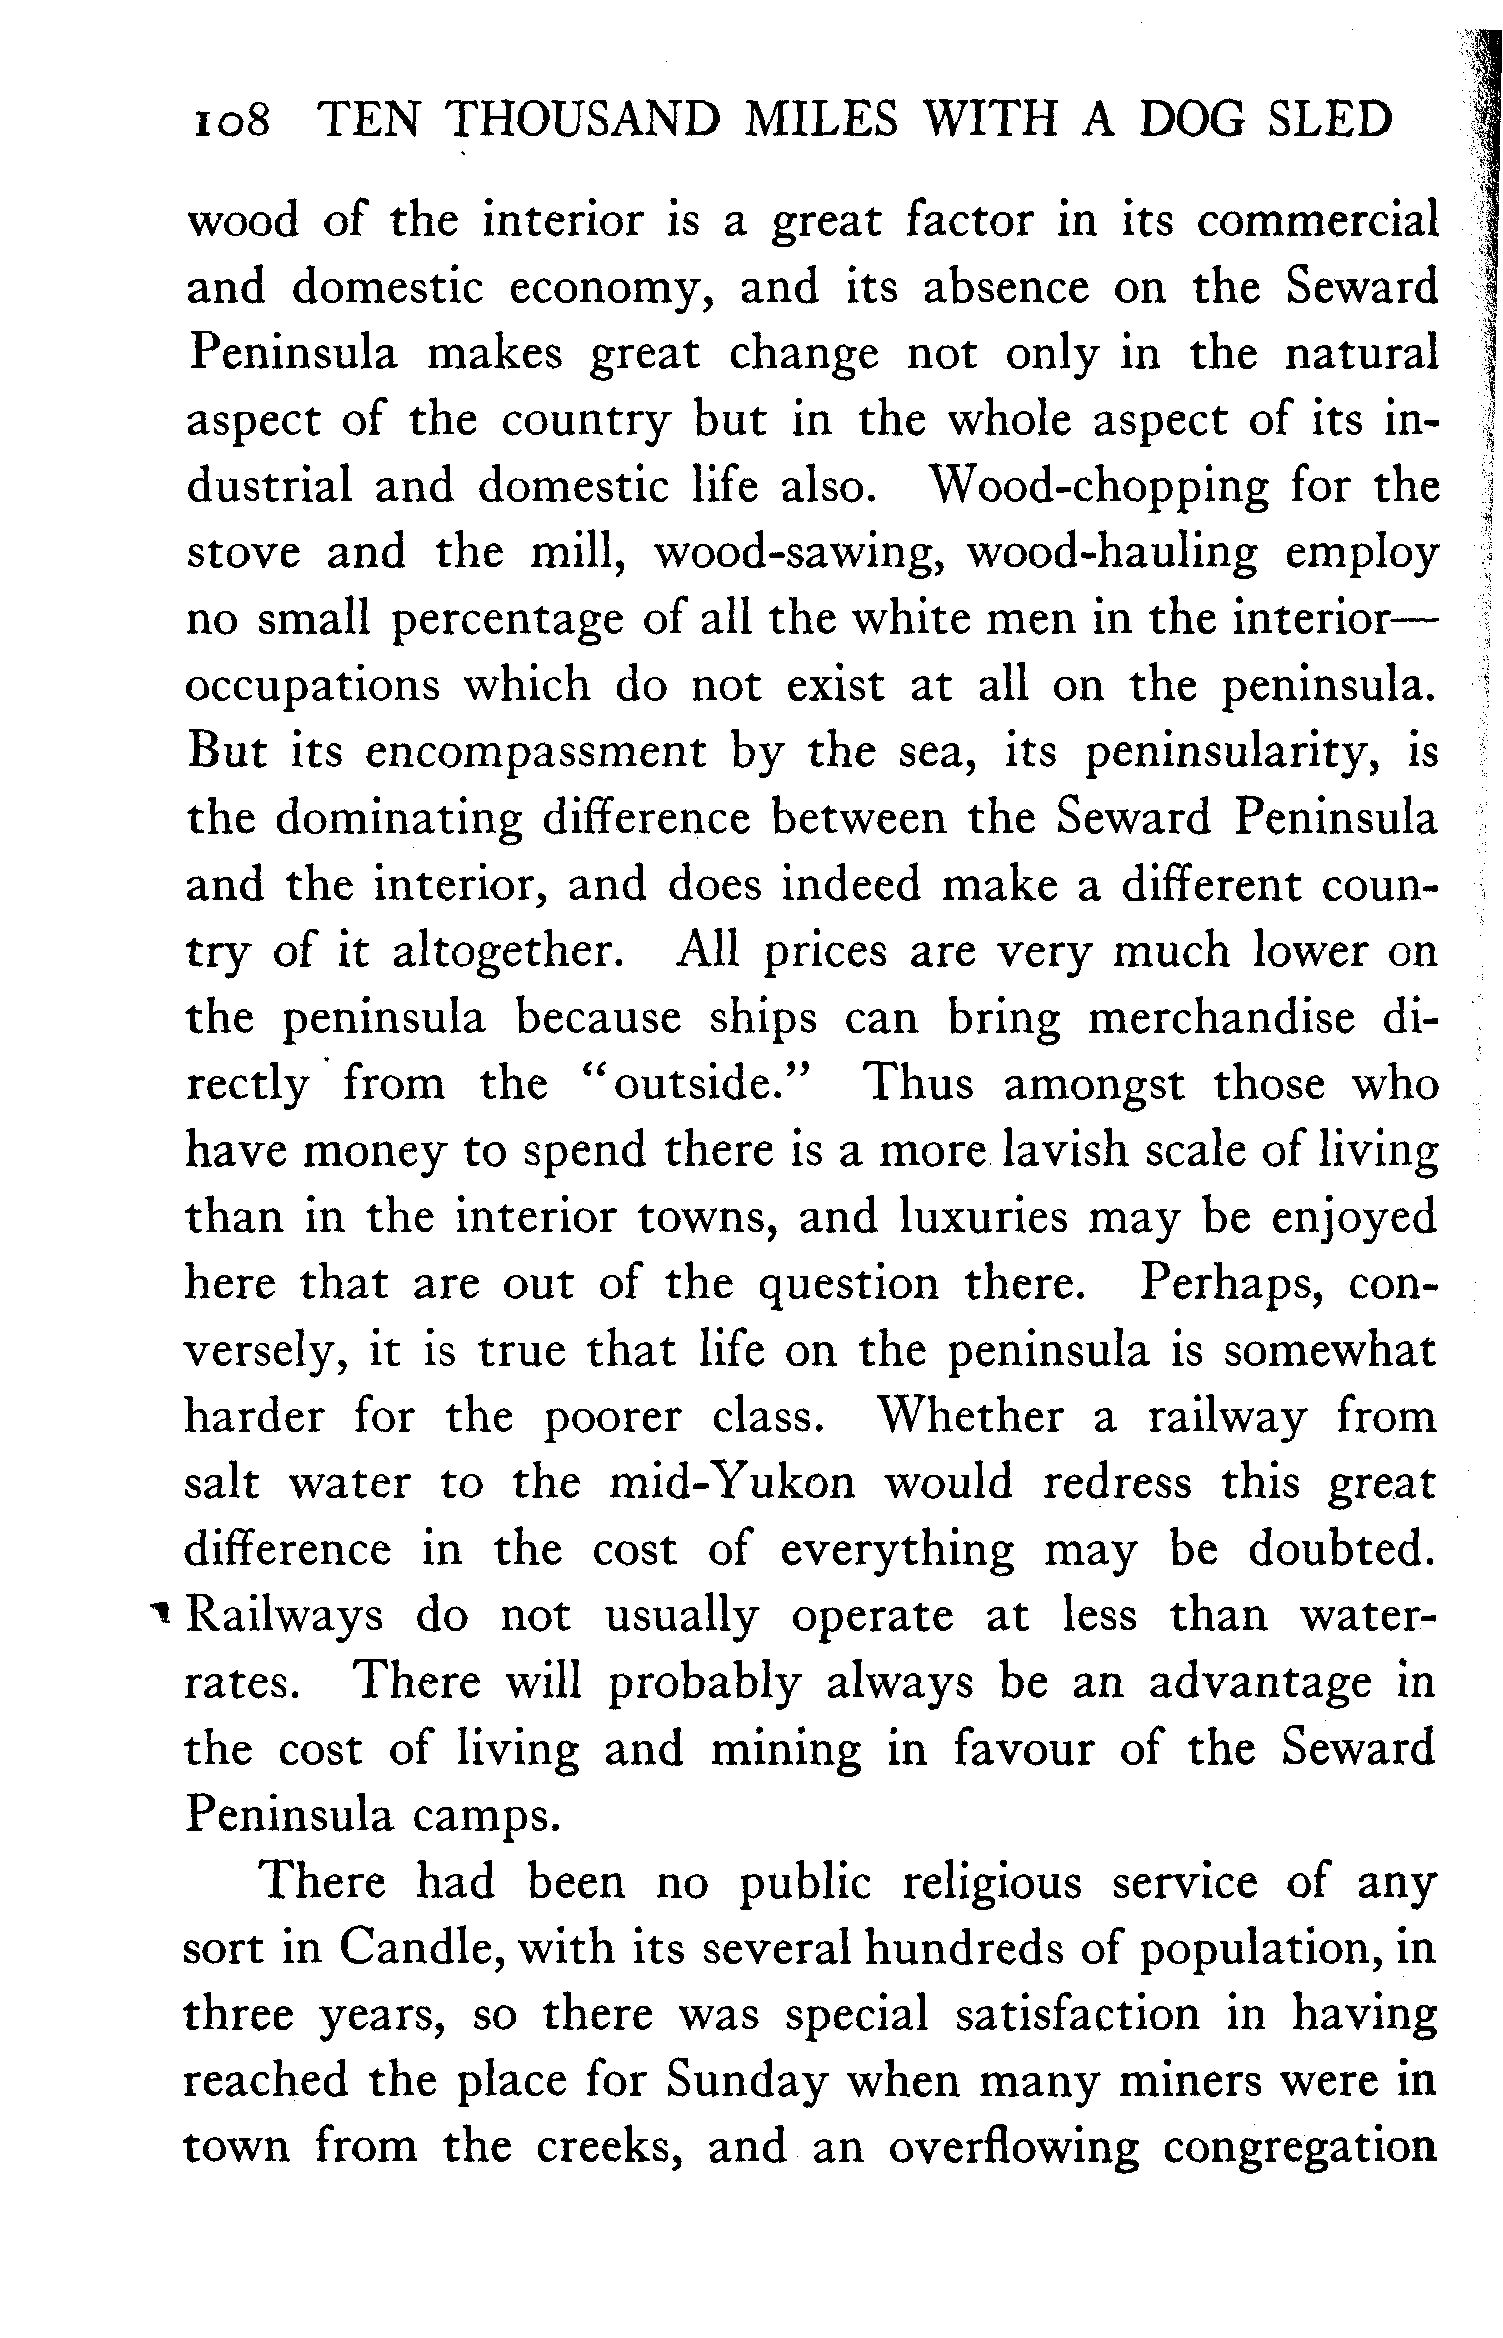 108 TEN THOUSAND MILES WITH A DOG SLED
wood of the interior is a great factor in its commercial
and domestic economy, and its absence on the Seward
Peninsula makes great change not only in the natural
aspect of the country but in the whole aspect of its in-
dustrial and domestic life also. Wood-chopping for the
stove and the mill, wood-sawing, wood-hauling employ
no small percentage of all the white men in the interior—
occupations which do not exist at all on the peninsula.
But its encompassment by the sea, its peninsularity, is
the dominating difference between the Seward Peninsula
and the interior, and does indeed make a different coun-
try of it altogether. All prices are very much lower on
the peninsula because ships can bring merchandise di-
rectly from the "outside." Thus amongst those who
have money to spend there is a more lavish scale of living
than in the interior towns, and luxuries may be enjoyed
here that are out of the question there. Perhaps, con-
versely, it is true that life on the peninsula is somewhat
harder for the poorer class. Whether a railway from
salt water to the mid-Yukon would redress this great
difference in the cost of everything may be doubted.
Railways do not usually operate at less than water-
rates. There will probably always be an advantage in
the cost of living and mining in favour of the Seward
Peninsula camps.
There had been no public religious service of any
sort in Candle, with its several hundreds of population, in
three years, so there was special satisfaction in having
reached the place for Sunday when many miners were in
town from the creeks, and an overflowing congregation